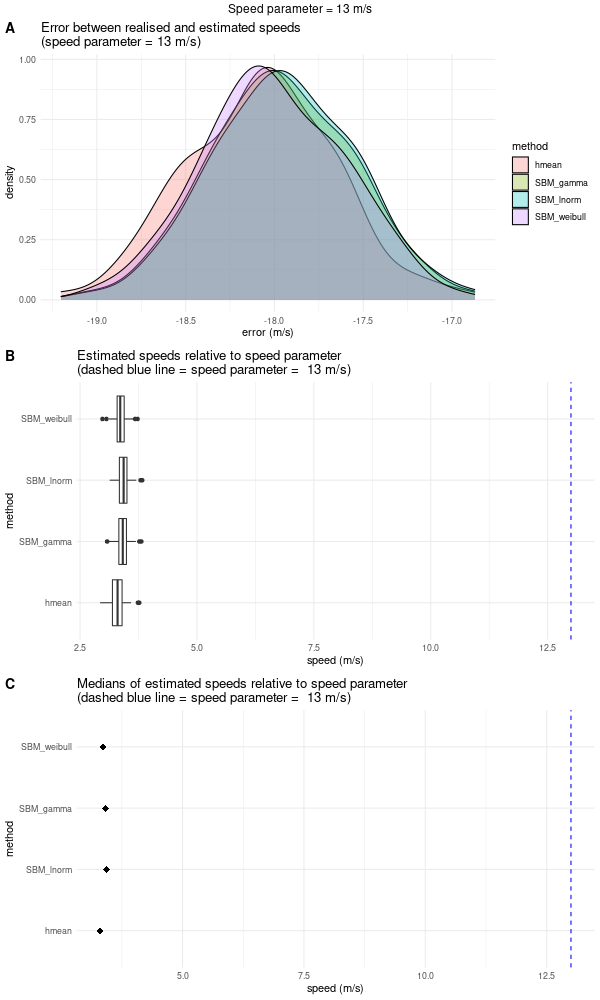 Speed parameter = 13 m/s
A
Error between realised and estimated speeds
(speed parameter = 13 m/s)
1.00
0.75
0.50
0.25
0.00
density
-19.0 -18.5 -18.0 -17.5 -17.0
error (m/s)
method
hmean
SBM_gamma
SBM_lnorm
SBM_weibull
B
Estimated speeds relative to speed parameter
(dashed blue line = speed parameter =  13 m/s)
SBM_weibull
SBM_lnorm
SBM_gamma
hmean
method
2.5 5.0 7.5 10.0 12.5
speed (m/s)
C
Medians of estimated speeds relative to speed parameter
(dashed blue line = speed parameter =  13 m/s)
SBM_weibull
SBM_gamma
SBM_lnorm
hmean
method
5.0 7.5 10.0 12.5
speed (m/s)